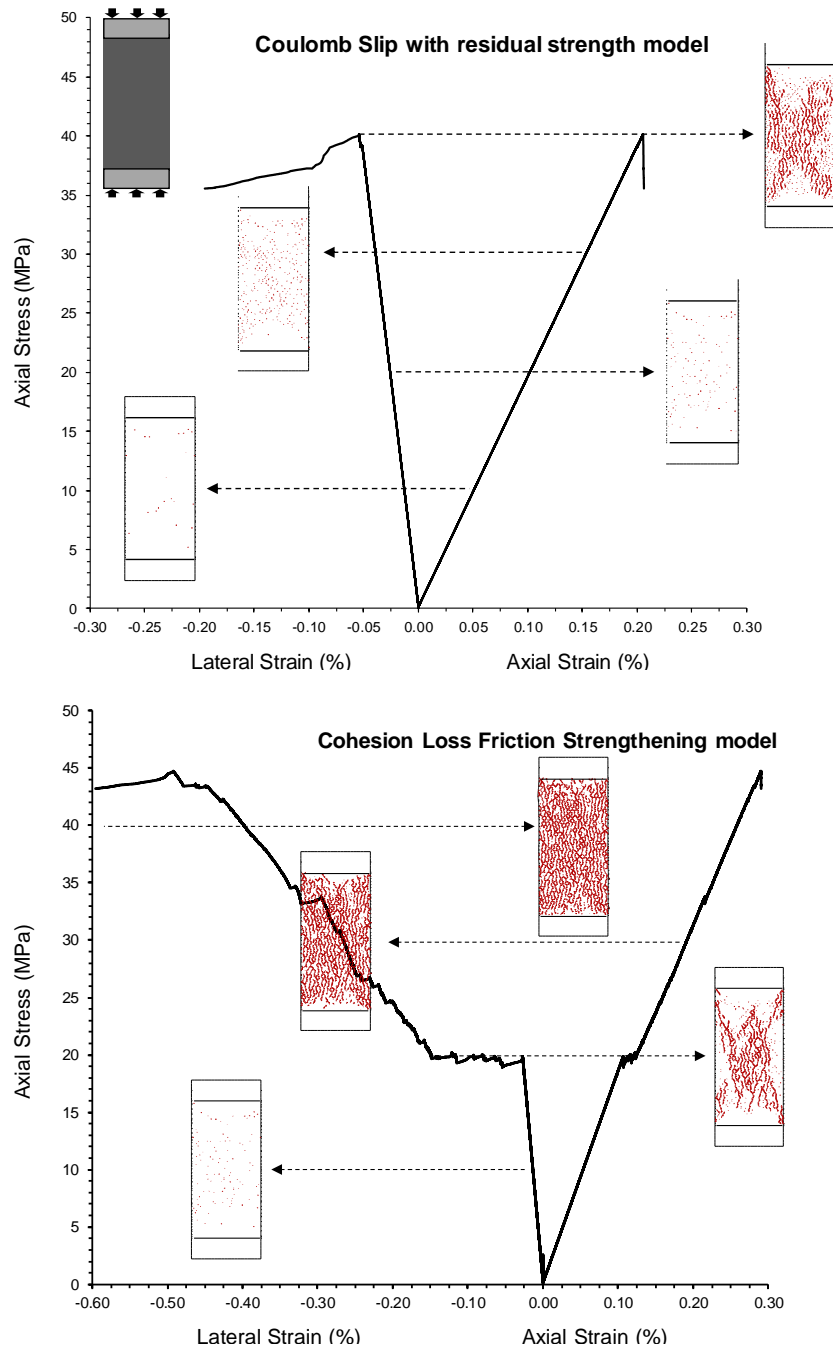 50
Coulomb Slip with residual strength model
45
40
35
30
25
20
15
10
5
0
Axial Stress (MPa)
-0.30 -0.25 -0.20 -0.15 -0.10 -0.05 0.00 0.05 0.10 0.15 0.20 0.25 0.30
Lateral Strain (%) Axial Strain (%)
50
Cohesion Loss Friction Strengthening model
45
40
35
30
25
20
15
10
5
0
Axial Stress (MPa)
-0.60 -0.50 -0.40 -0.30 -0.20 -0.10 0.00 0.10 0.20 0.30
Lateral Strain (%) Axial Strain (%)